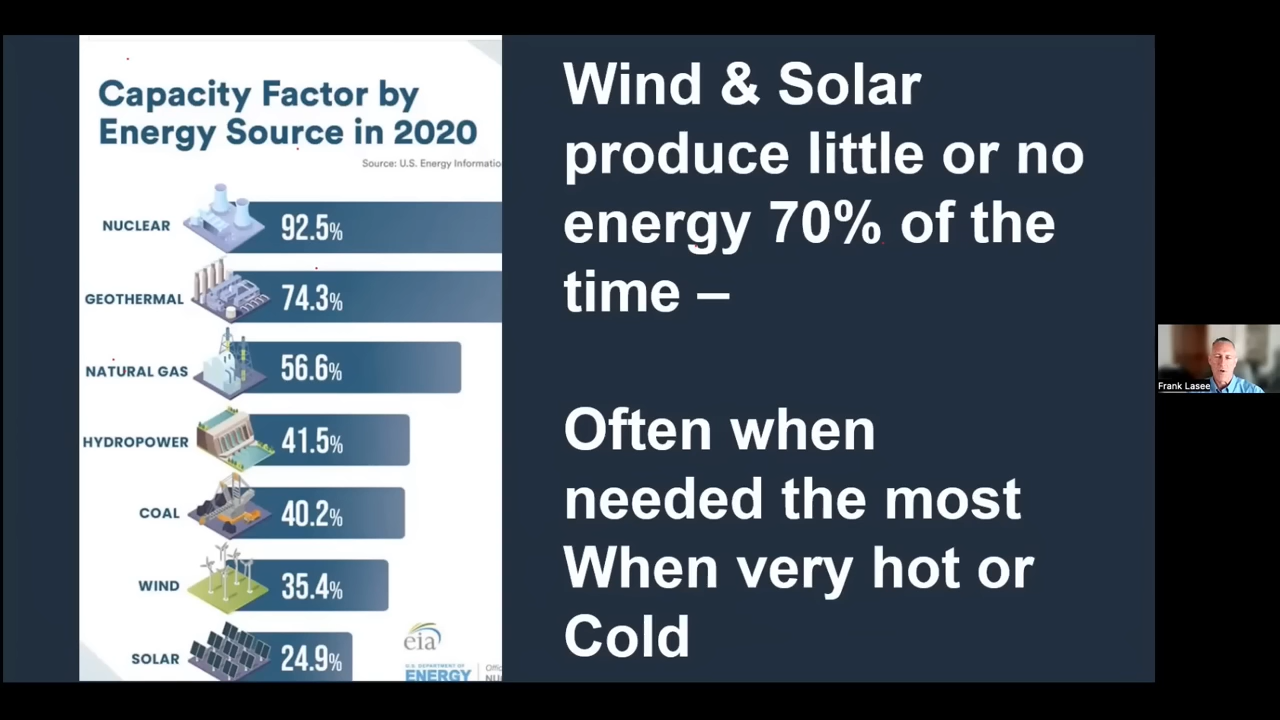 Capacity Factor by
Energy Source in 2020
Source: U.S. Energy Informatio
NUCLEAR
92.5%
GEOTHERMAL
74.3%
NATURAL GAS
56.6%
HYDROPOWER
41.5%
COAL
40.2%
WIND
35.4%
SOLAR
24.9%
eia
U.S. DEPARTMENT OF
ENERGY
Offic
NU
Wind & Solar
produce little or no
energy 70% of the
time –
Often when
needed the most
When very hot or
Cold
Frank Lasee